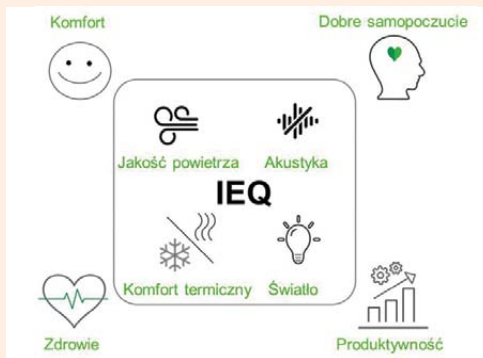 Komfort
Dobre samopoczucie
Jakość powietrza
Akustyka
IEQ
Komfort termiczny
Światło
Zdrowie
Produktywność